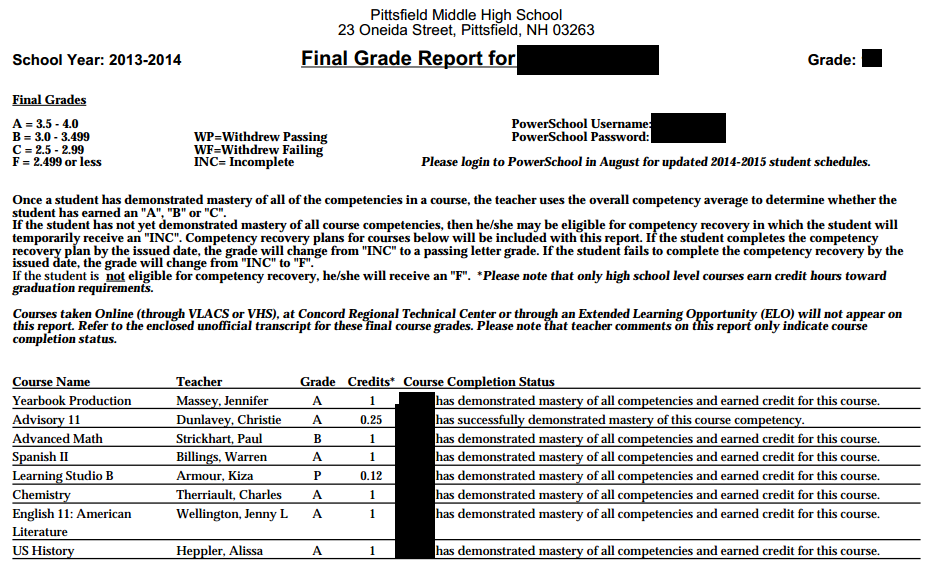 Pittsfield Middle High School
23 Oneida Street, Pittsfield, NH 03263
School Year: 2013-2014 Final Grade Report for Grade:
Final Grades
A = 3.5 - 4.0 PowerSchool Username:
B = 3.0 - 3.499 WP=Withdrew Passing PowerSchool Password:
C = 2.5 - 2.99 WF=Withdrew Failing
F = 2.499 or less INC= Incomplete Please login to PowerSchool in August for updated 2014-2015 student schedules.
Once a student has demonstrated mastery of all of the competencies in a course, the teacher uses the overall competency average to determine whether the
student has earned an "A", "B" or "C".
If the student has not yet demonstrated mastery of all course competencies, then he/she may be eligible for competency recovery in which the student will
temporarily receive an "INC". Competency recovery plans for courses below will be included with this report. If the student completes the competency
recovery plan by the issued date, the grade will change from "INC" to a passing letter grade. If the student fails to complete the competency recovery by the
issued date, the grade will change from "INC" to "F".
If the student is not eligible for competency recovery, he/she will receive an "F". *Please note that only high school level courses earn credit hours toward
graduation requirements.
Courses taken Online (through VLACS or VHS), at Concord Regional Technical Center or through an Extended Learning Opportunity (ELO) will not appear on
this report. Refer to the enclosed unofficial transcript for these final course grades. Please note that teacher comments on this report only indicate course
completion status.
Course Name Teacher Grade Credits* Course Completion Status
Yearbook Production Massey, Jennifer A 1 has demonstrated mastery of all competencies and earned credit for this course.
Advisory 11 Dunlavey, Christie A 0.25 has successfully demonstrated mastery of this course competency.
Advanced Math Strickhart, Paul B 1 has demonstrated mastery of all competencies and earned credit for this course.
Spanish II Billings, Warren A 1 has demonstrated mastery of all competencies and earned credit for this course.
Learning Studio B Armour, Kiza P 0.12 has demonstrated mastery of all competencies and earned credit for this course.
Chemistry Therriault, Charles A 1 has demonstrated mastery of all competencies and earned credit for this course.
English 11: American Wellington, Jenny L A 1 has demonstrated mastery of all competencies and earned credit for this course.
Literature
US History Heppler, Alissa A 1 has demonstrated mastery of all competencies and earned credit for this course.